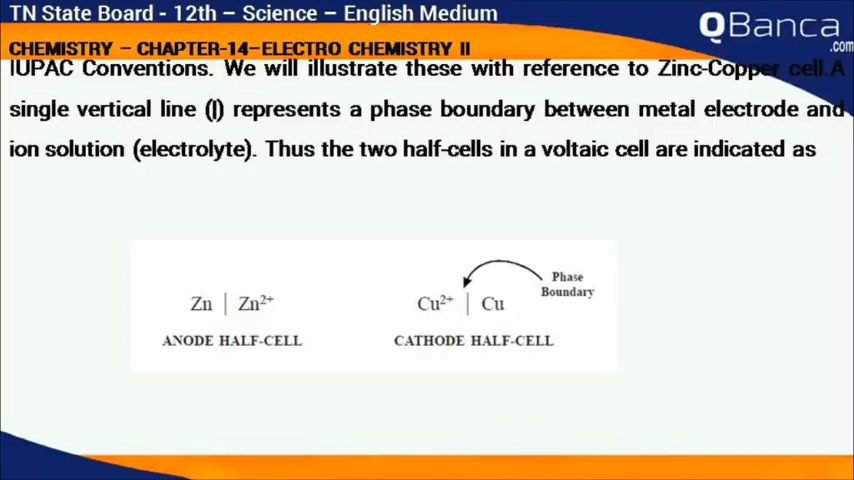 TN State Board - 12th – Science – English Medium
QBanca
.com
CHEMISTRY – CHAPTER-14–ELECTRO CHEMISTRY II
IUPAC Conventions. We will illustrate these with reference to Zinc-Copper cell.A
single vertical line (I) represents a phase boundary between metal electrode and
ion solution (electrolyte). Thus the two half-cells in a voltaic cell are indicated as
Phase
Boundary
Zn | Zn²⁺ Cu²⁺ | Cu
ANODE HALF-CELL CATHODE HALF-CELL